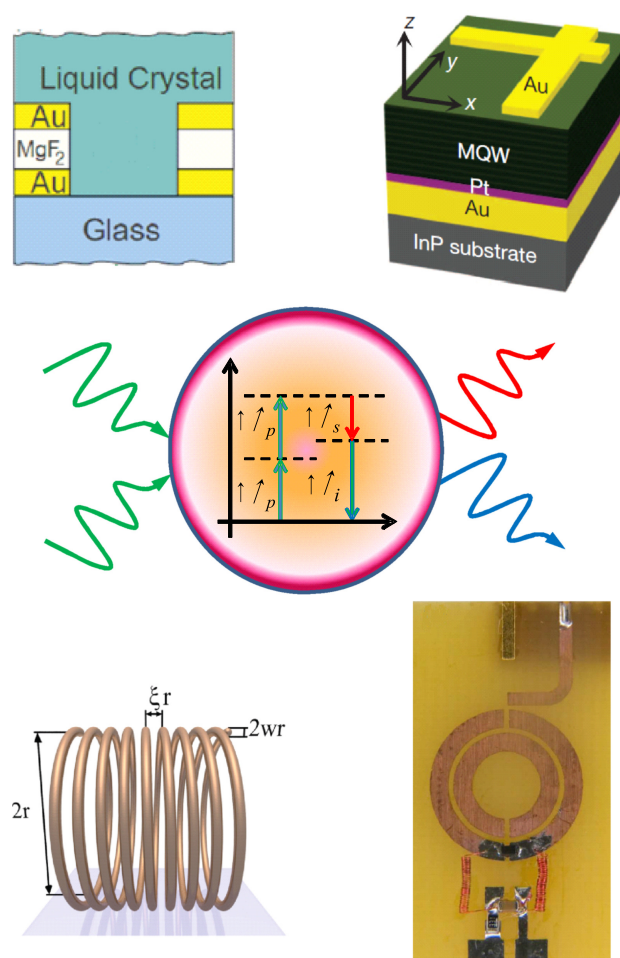 Liquid Crystal
Au
MgF₂
Au
Glass
z
y
x
Au
MQW
Pt
Au
InP substrate
p
s
p
i
ξr
2wr
2r